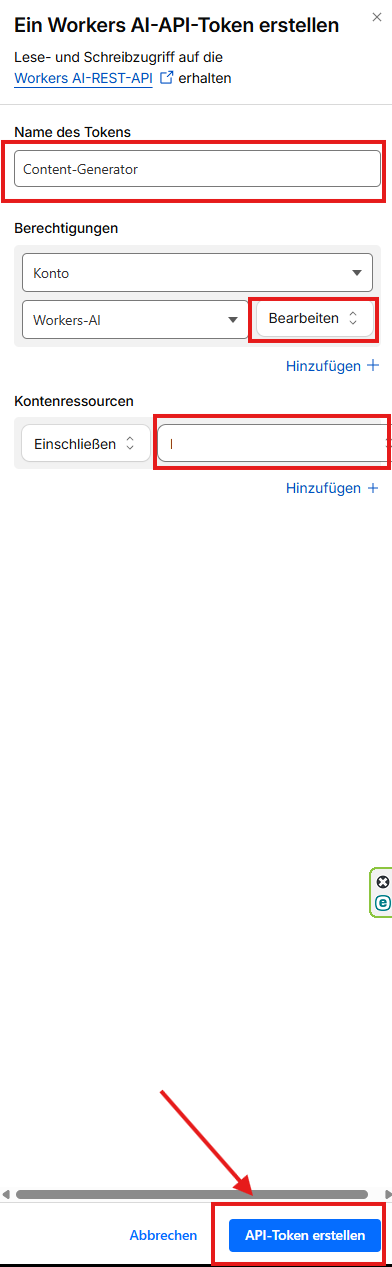 Ein Workers AI-API-Token erstellen
Lese- und Schreibzugriff auf die
Workers AI-REST-API erhalten
Name des Tokens
Content-Generator
Berechtigungen
Konto
Workers-AI
Bearbeiten
Hinzufügen
Kontenressourcen
Einschließen
Hinzufügen
Abbrechen
API-Token erstellen